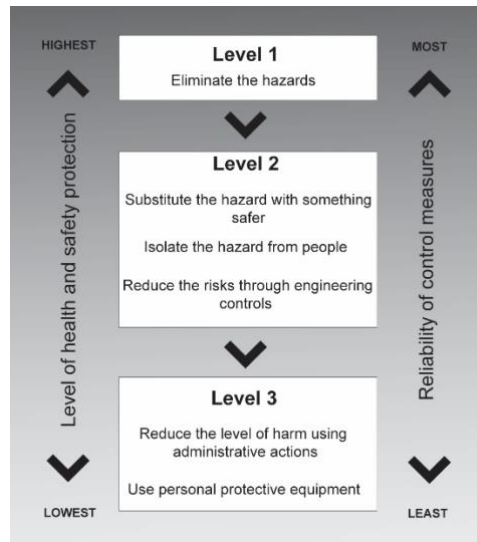 HIGHEST
MOST
Level 1
Eliminate the hazards
Level of health and safety protection
Reliability of control measures
Level 2
Substitute the hazard with something
safer
Isolate the hazard from people
Reduce the risks through engineering
controls
Level 3
Reduce the level of harm using
administrative actions
Use personal protective equipment
LOWEST
LEAST